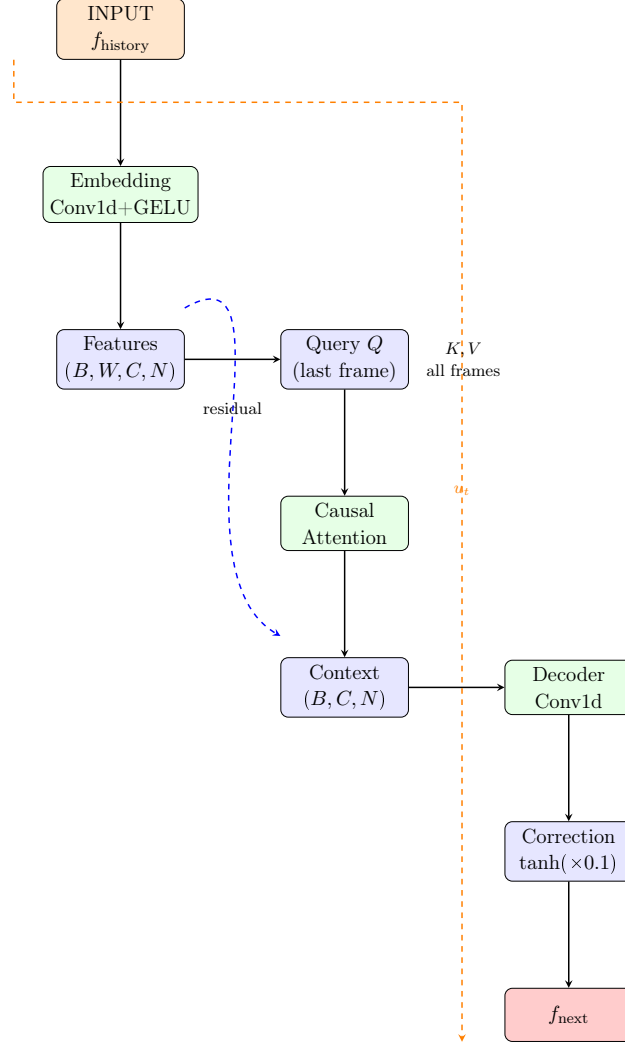 INPUT
f_history
Embedding
Conv1d+GELU
Features
(B, W, C, N)
Query Q
(last frame)
K, V
all frames
residual
u_t
Causal
Attention
Context
(B, C, N)
Decoder
Conv1d
Correction
tanh(×0.1)
f_next